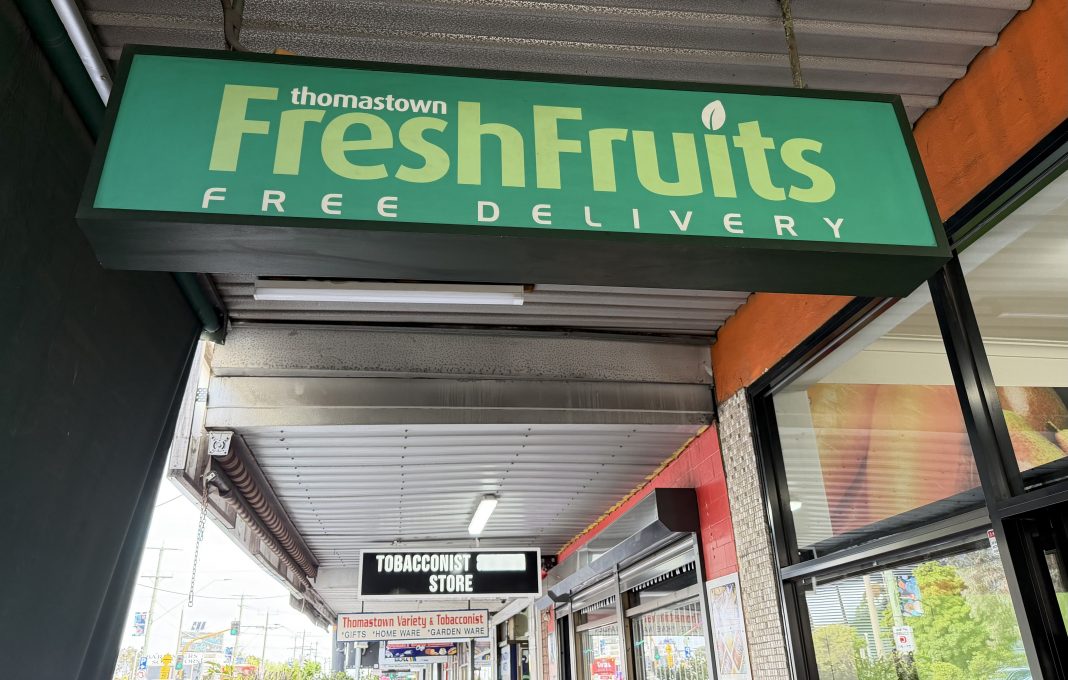 thomastown
FreshFruits
FREE DELIVERY
TOBACCONIST
STORE
Thomastown Variety & Tobacconist
*GIFTS *HOME WARE *GARDEN WARE